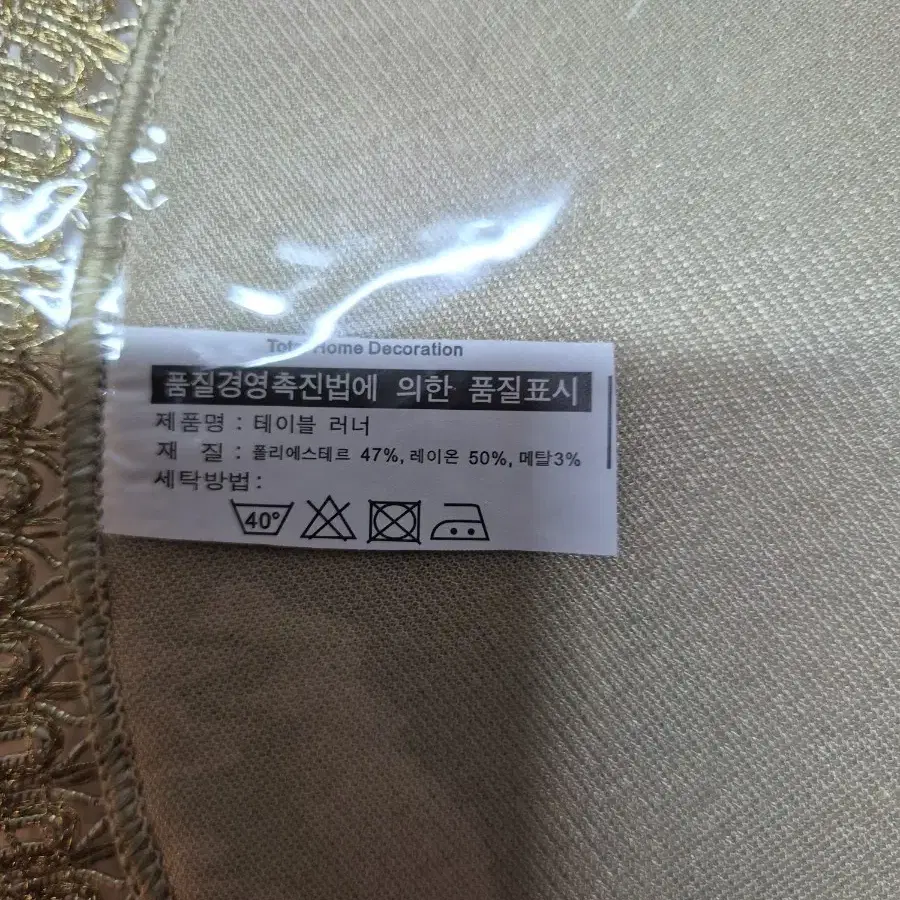 Total Home Decoration
품질경영촉진법에 의한 품질표시
제품명 : 테이블 러너
재 질 : 폴리에스테르 47%, 레이온 50%, 메탈3%
세탁방법 :
40°